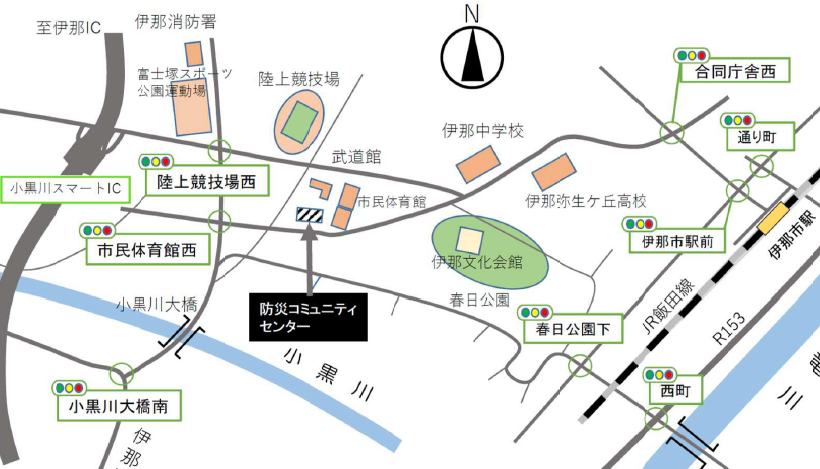 至伊那IC
伊那消防署
富士塚スポーツ
公園運動場
陸上競技場
N
合同庁舎西
通り町
伊那中学校
武道館
陸上競技場西
小黒川スマートIC
市民体育館
伊那弥生ケ丘高校
伊那市駅前
伊那市駅
市民体育館西
伊那文化会館
春日公園
小黒川大橋
防災コミュニティ
センター
JR飯田線
R153
春日公園下
小黒川
西町
小黒川大橋南
伊那
川